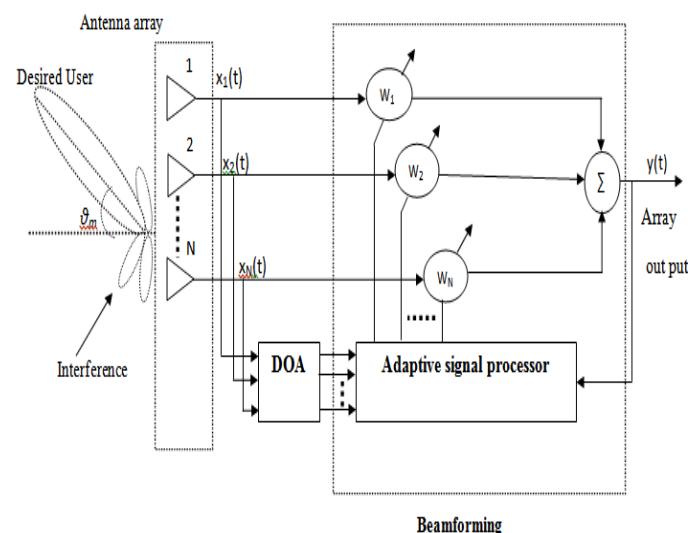 Antenna array
Desired User
1
x₁(t)
W₁
2
x₂(t)
W₂
Σ
y(t)
ϑₘ
N
xN(t)
WN
Array
out put
Interference
DOA
Adaptive signal processor
Beamforming